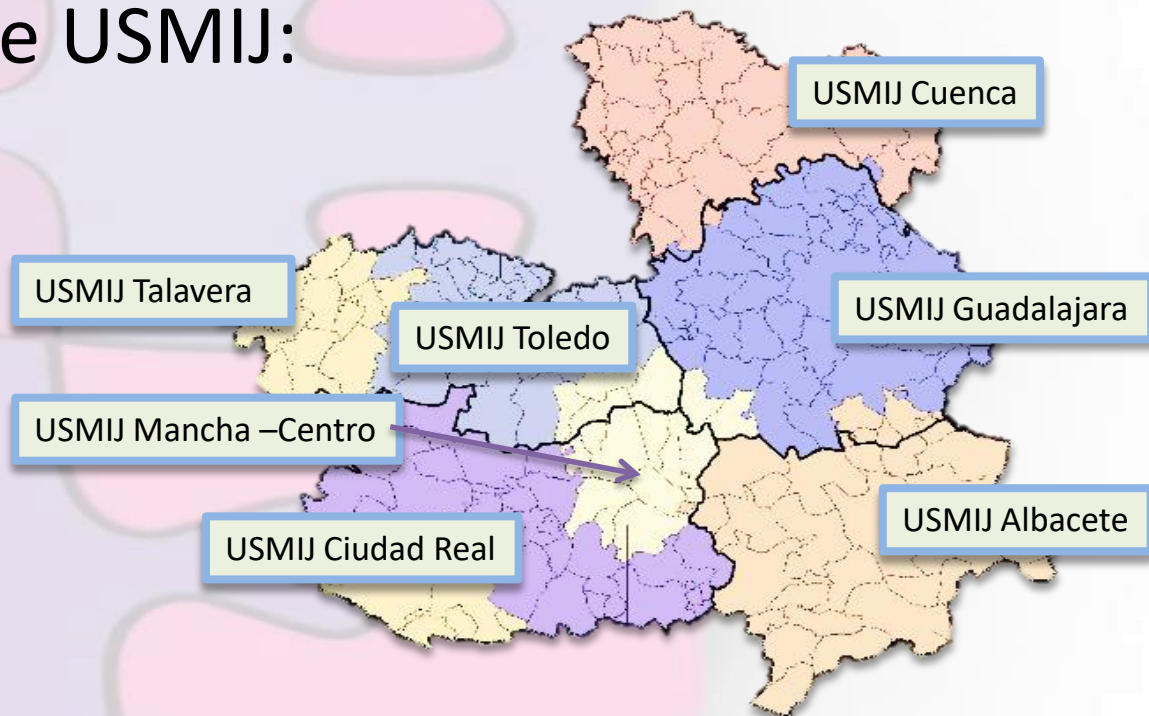 e USMIJ:
USMIJ Cuenca
USMIJ Talavera
USMIJ Guadalajara
USMIJ Toledo
USMIJ Mancha –Centro
USMIJ Albacete
USMIJ Ciudad Real